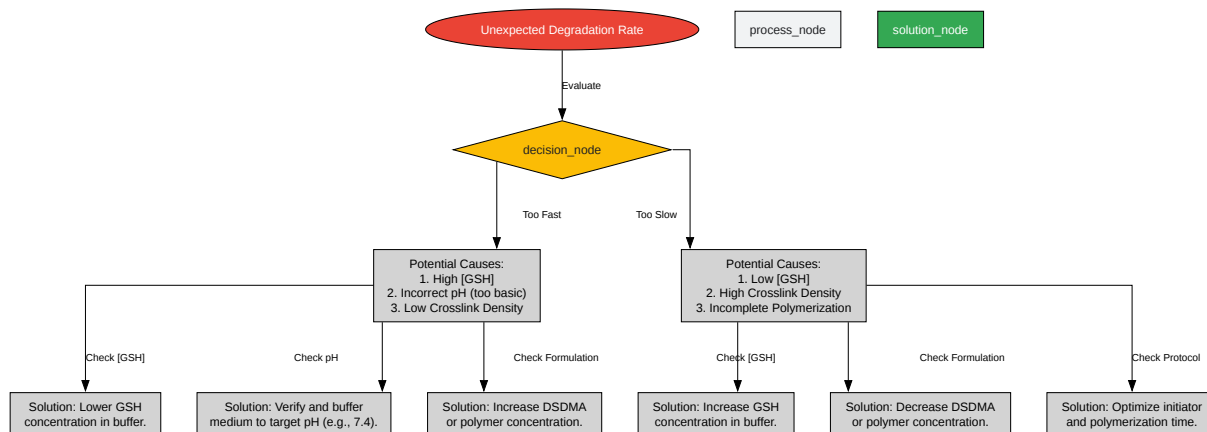 Unexpected Degradation Rate
process_node
solution_node
Evaluate
decision_node
Too Fast
Too Slow
Potential Causes:
1. High [GSH]
2. Incorrect pH (too basic)
3. Low Crosslink Density
Potential Causes:
1. Low [GSH]
2. High Crosslink Density
3. Incomplete Polymerization
Check [GSH]
Check pH
Check Formulation
Check [GSH]
Check Formulation
Check Protocol
Solution: Lower GSH
concentration in buffer.
Solution: Verify and buffer
medium to target pH (e.g., 7.4).
Solution: Increase DSDMA
or polymer concentration.
Solution: Increase GSH
concentration in buffer.
Solution: Decrease DSDMA
or polymer concentration.
Solution: Optimize initiator
and polymerization time.